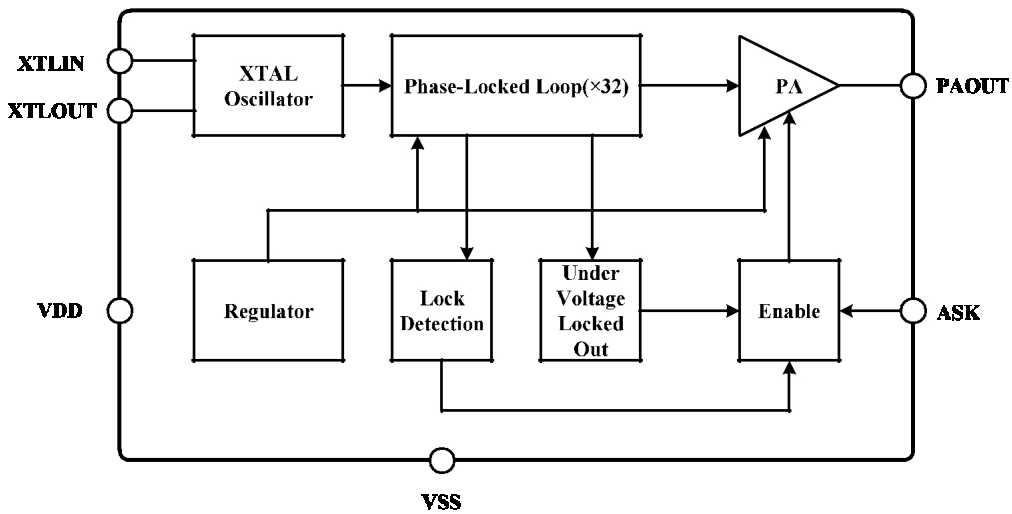 XTLIN
XTLOUT
XTAL
Oscillator
Phase-Locked Loop(×32)
PA
PAOUT
VDD
Regulator
Lock
Detection
Under
Voltage
Locked
Out
Enable
ASK
VSS